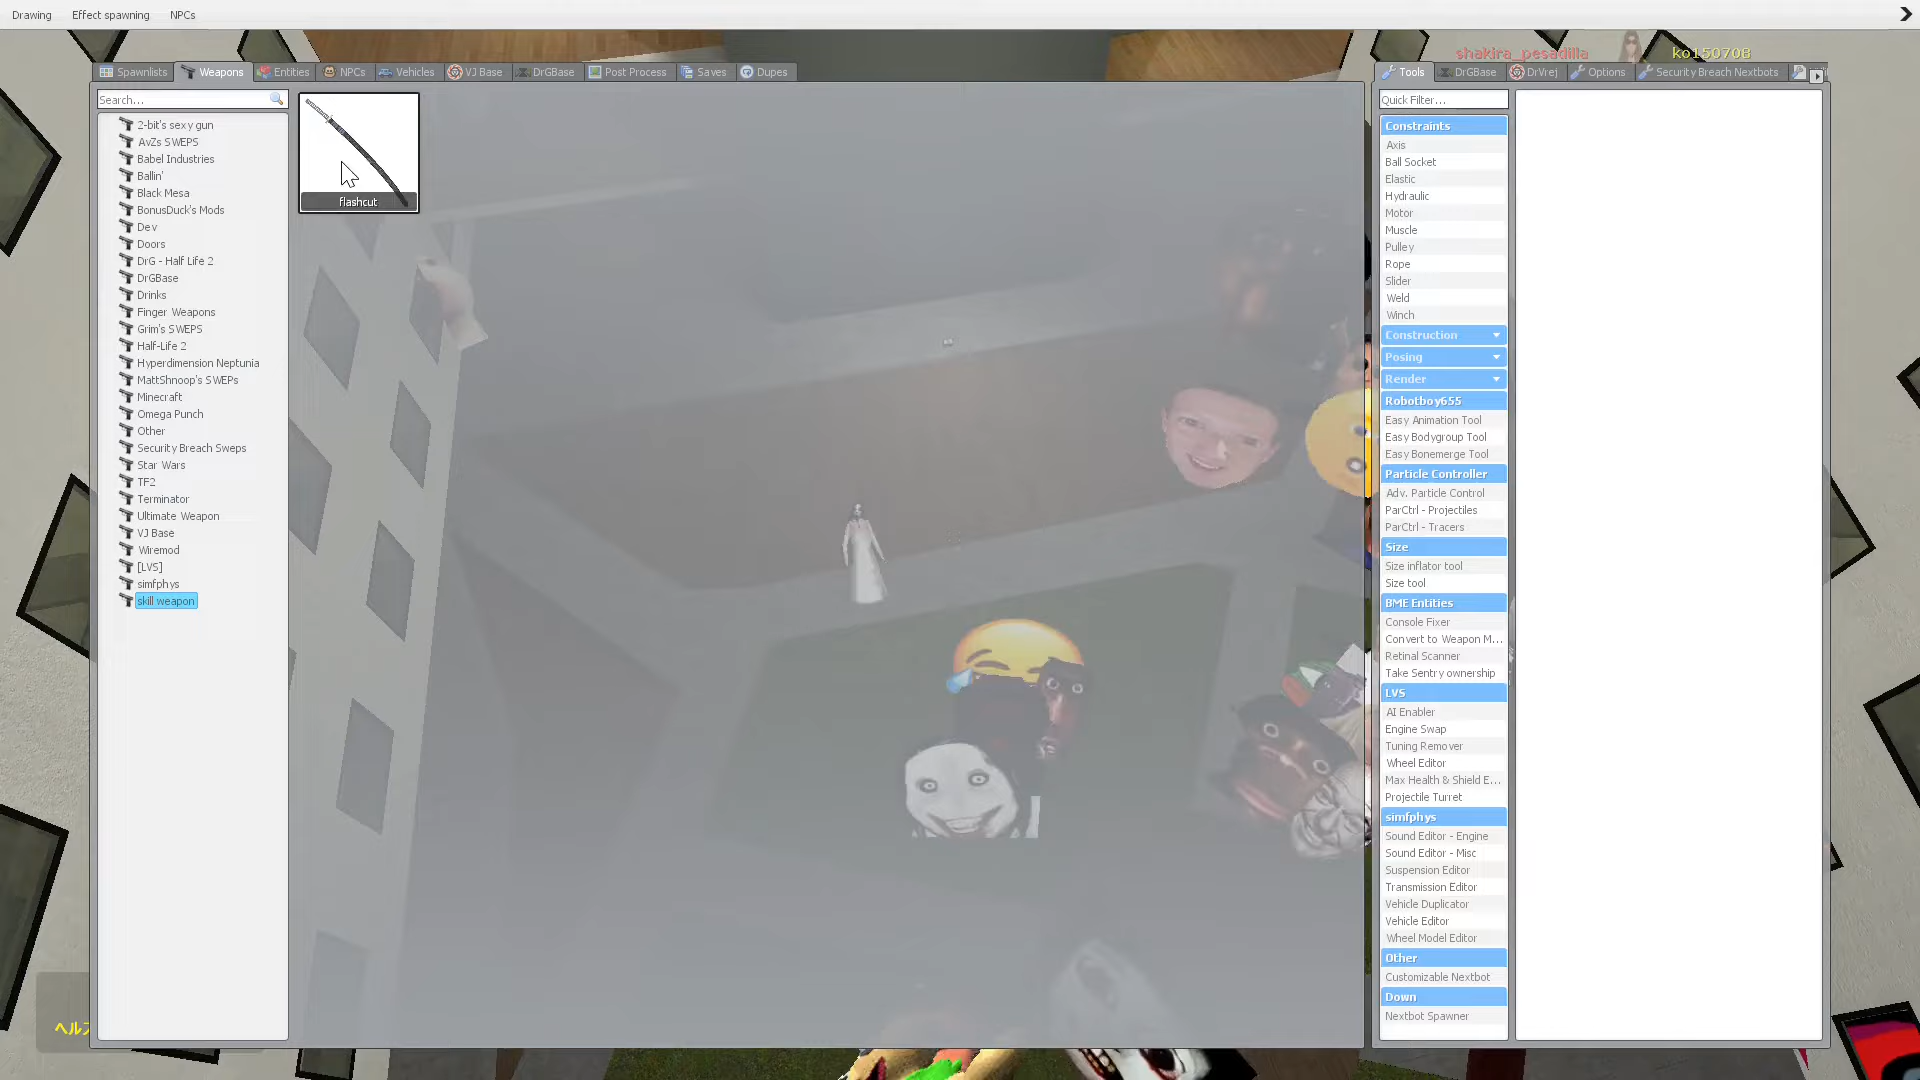 Drawing Effect spawning NPCs
shakira_pesadilla ko150708
Spawnlists Weapons Entities NPCs Vehicles VJ Base DrGBase Post Process Saves Dupes
Tools DrGBase DrVrej Options Security Breach Nextbots
Search...
2-bit's sexy gun
AvZs SWEPS
Babel Industries
Ballin'
Black Mesa
BonusDuck's Mods
Dev
Doors
DrG - Half Life 2
DrGBase
Drinks
Finger Weapons
Grim's SWEPS
Half-Life 2
Hyperdimension Neptunia
MattShnoop's SWEPs
Minecraft
Omega Punch
Other
Security Breach Sweps
Star Wars
TF2
Terminator
Ultimate Weapon
VJ Base
Wiremod
[LVS]
simfphys
skill weapon
flashcut
Quick Filter...
Constraints
Axis
Ball Socket
Elastic
Hydraulic
Motor
Muscle
Pulley
Rope
Slider
Weld
Winch
Construction
Posing
Render
Robotboy655
Easy Animation Tool
Easy Bodygroup Tool
Easy Bonemerge Tool
Particle Controller
Adv. Particle Control
ParCtrl - Projectiles
ParCtrl - Tracers
Size
Size inflator tool
Size tool
BME Entities
Console Fixer
Convert to Weapon M...
Retinal Scanner
Take Sentry ownership
LVS
AI Enabler
Engine Swap
Tuning Remover
Wheel Editor
Max Health & Shield E...
Projectile Turret
simfphys
Sound Editor - Engine
Sound Editor - Misc
Suspension Editor
Transmission Editor
Vehicle Duplicator
Vehicle Editor
Wheel Model Editor
Other
Customizable Nextbot
Down
Nextbot Spawner